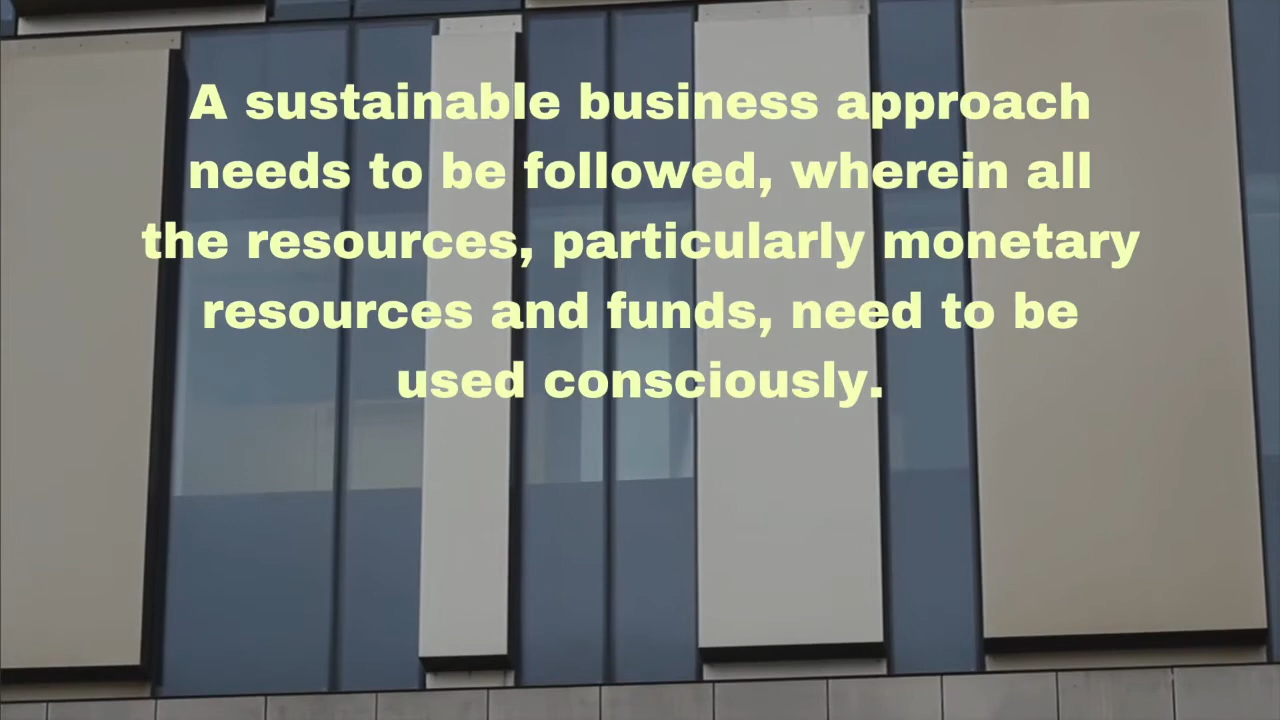 A sustainable business approach
needs to be followed, wherein all
the resources, particularly monetary
resources and funds, need to be
used consciously.